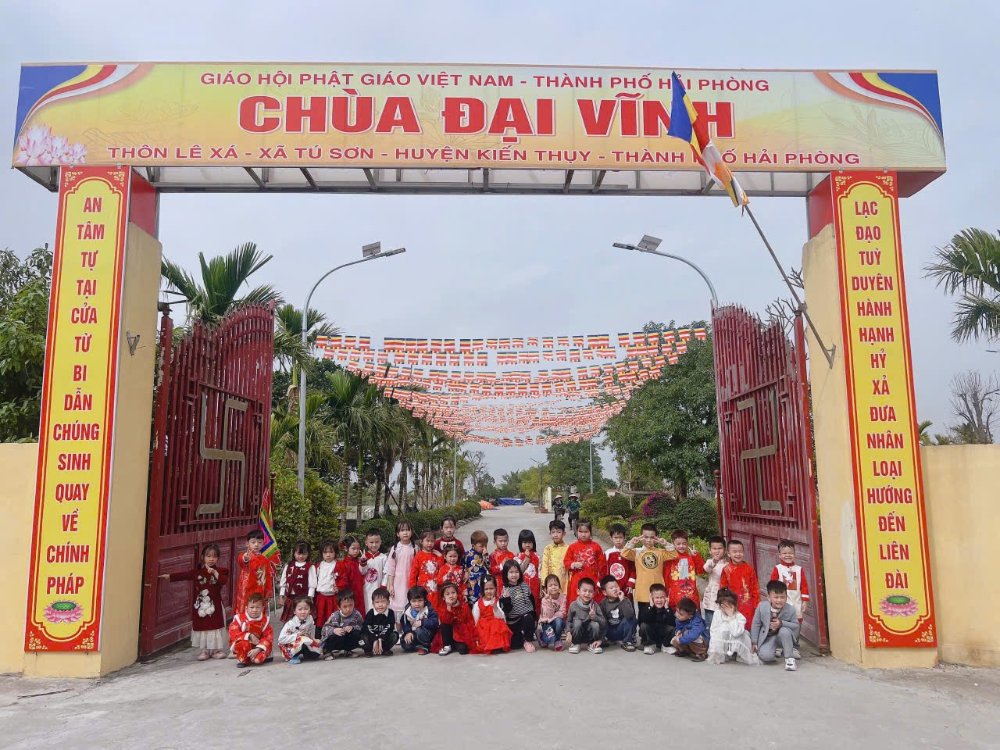 GIÁO HỘI PHẬT GIÁO VIỆT NAM - THÀNH PHỐ HẢI PHÒNG
CHÙA ĐẠI VĨNH
THÔN LÊ XÁ - XÃ TÚ SƠN - HUYỆN KIẾN THỤY - THÀNH PHỐ HẢI PHÒNG
AN
TÂM
TỰ
TẠI
CỬA
TỪ
BI
DẪN
CHÚNG
SINH
QUAY
VỀ
CHÍNH
PHÁP
LẠC
ĐẠO
TUỲ
DUYÊN
HÀNH
HẠNH
HỶ
XẢ
ĐƯA
NHÂN
LOẠI
HƯỚNG
ĐẾN
LIÊN
ĐÀI